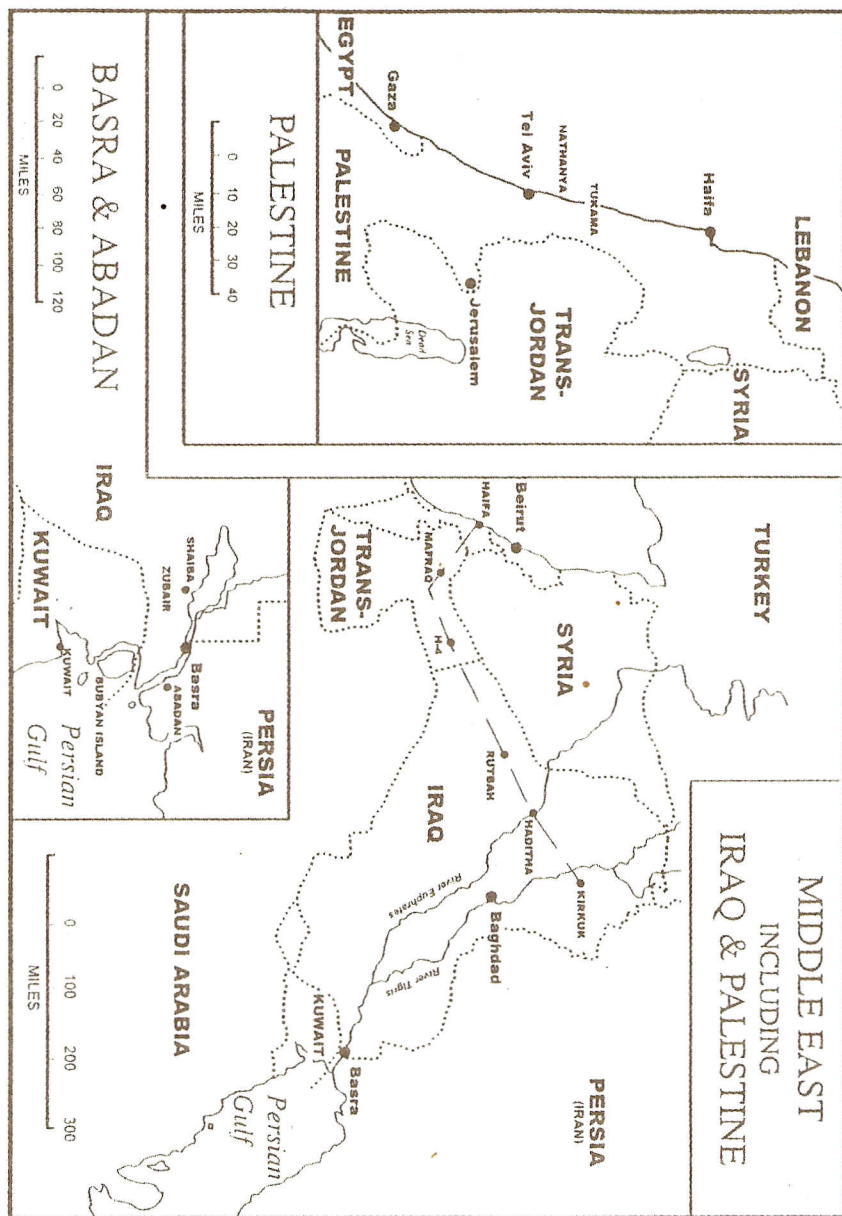 MIDDLE EAST
INCLUDING
IRAQ & PALESTINE
TURKEY
SYRIA
Beirut
HAIFA
MAFRAQ
H-4
TRANS-
JORDAN
RUTBAH
HADITHA
KIRKUK
IRAQ
Baghdad
River Euphrates
River Tigris
PERSIA
(IRAN)
Basra
KUWAIT
Persian
Gulf
SAUDI ARABIA
0 100 200 300
MILES
LEBANON
SYRIA
Haifa
TUKAMA
NATHANYA
Tel Aviv
TRANS-
JORDAN
Jerusalem
Dead
Sea
Gaza
PALESTINE
EGYPT
PALESTINE
0 10 20 30 40
MILES
BASRA & ABADAN
0 20 40 60 80 100 120
MILES
IRAQ
SHAIBA
ZUBAIR
Basra
ABADAN
PERSIA
(IRAN)
KUWAIT
KUWAIT
BUBYAN ISLAND
Persian
Gulf